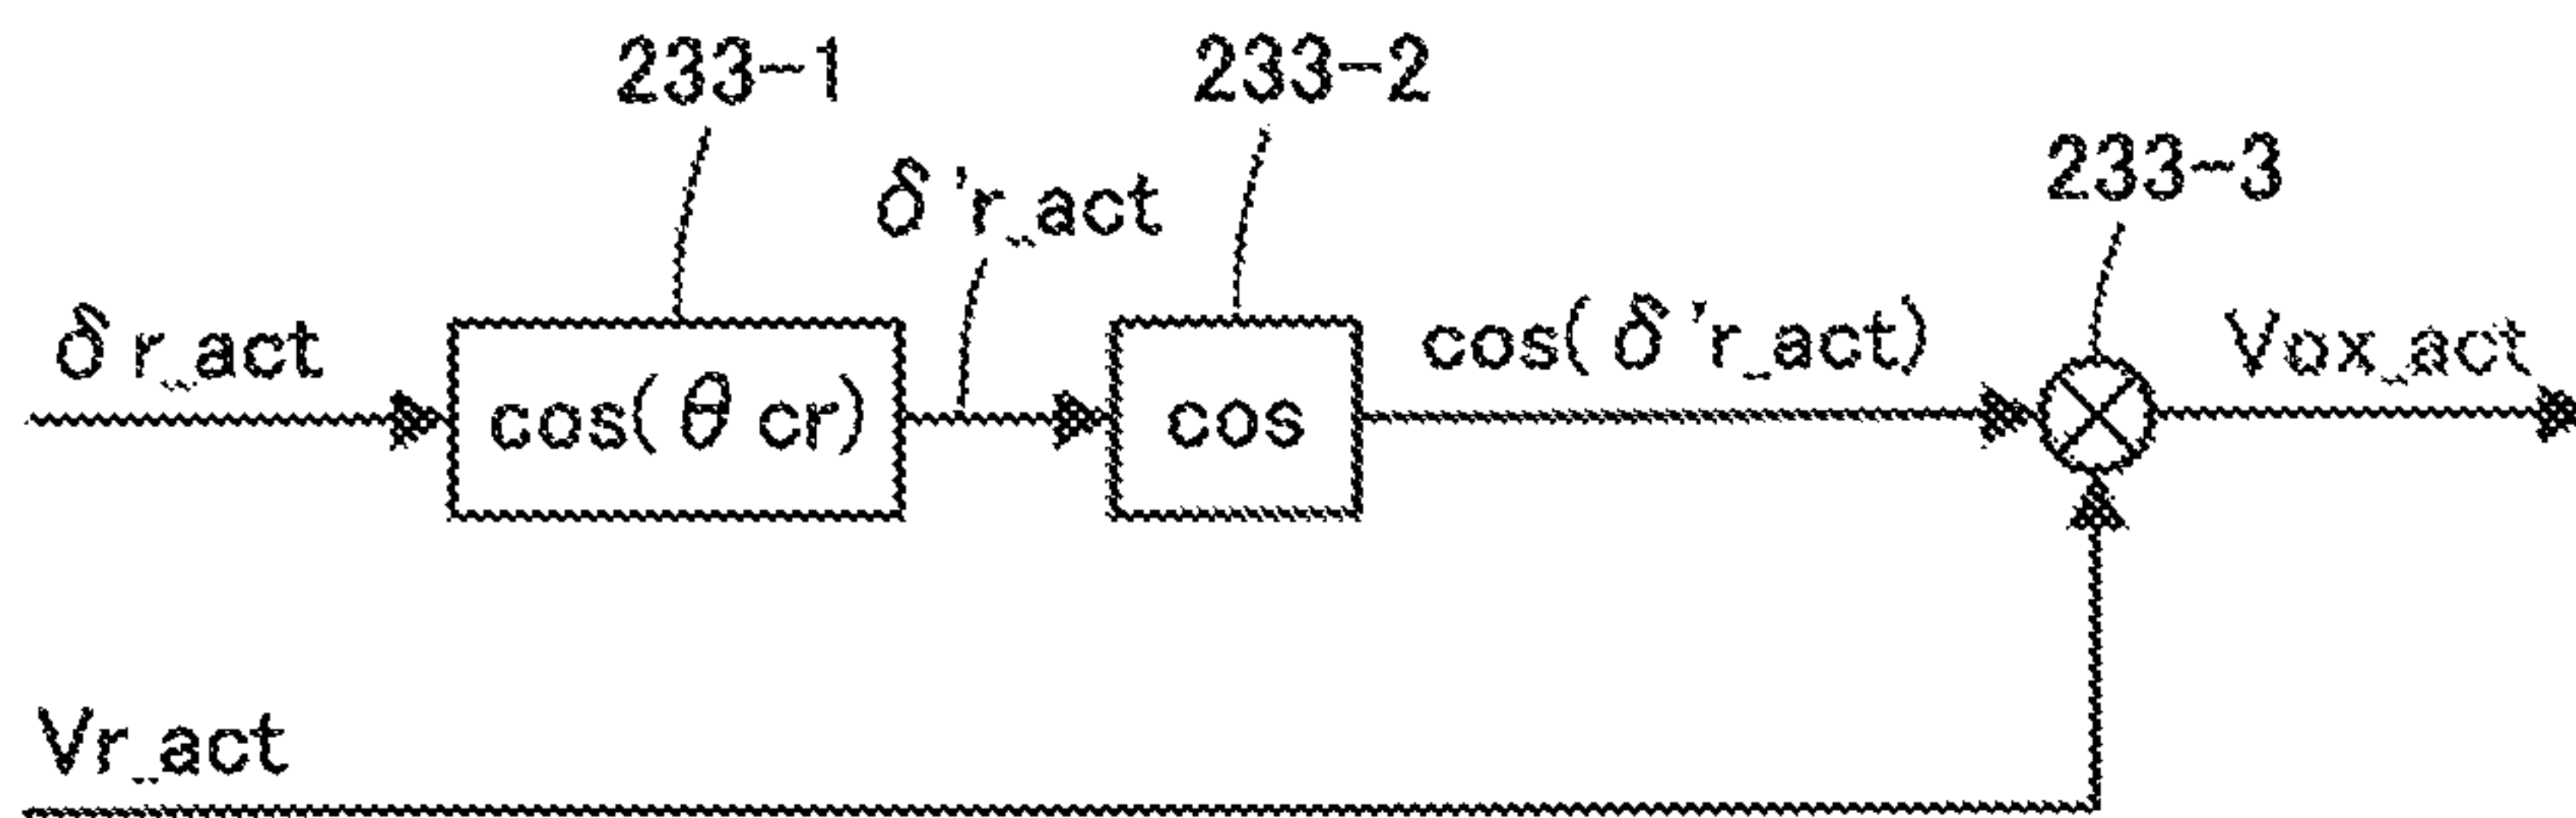 233-1
233-2
233-3
δ'r_act
δr_act
cos(θcr)
cos
cos(δ'r_act)
Vox_act
Vr_act